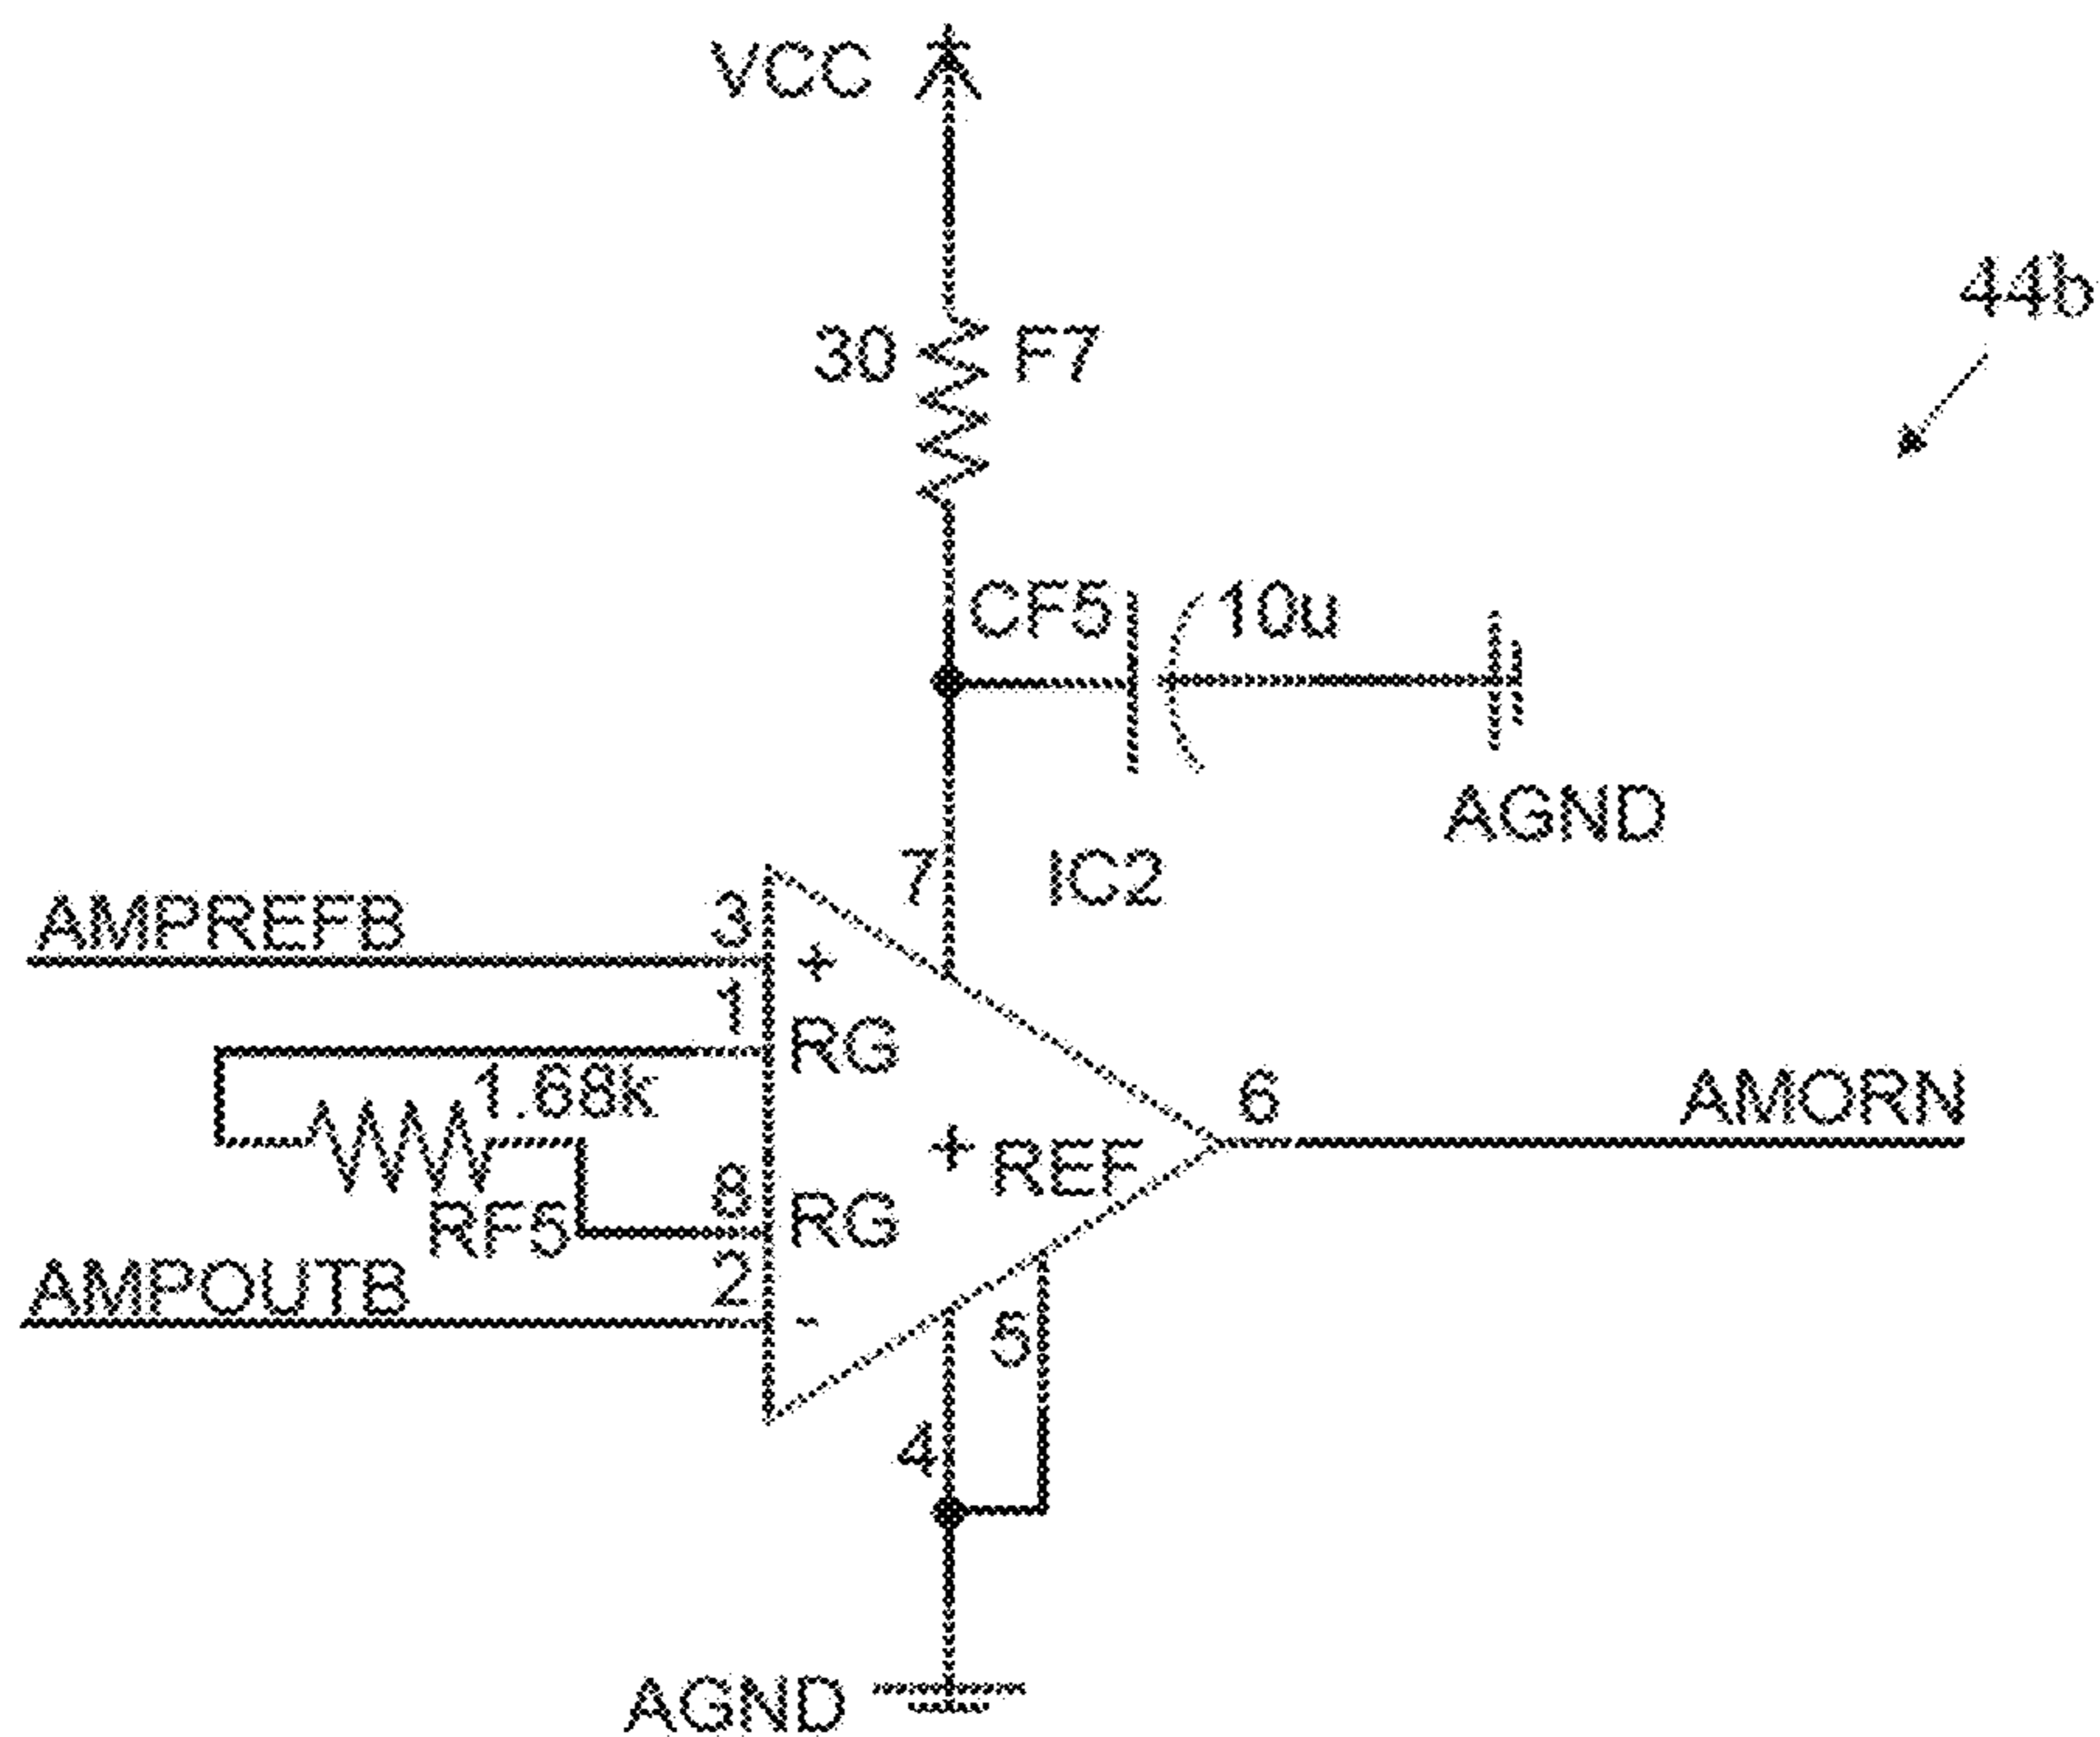 VCC
44b
30
F7
CF5
10u
AGND
7
IC2
AMPREFB
3
+
1
RG
1.68k
6
AMORN
+
REF
8
RG
RF5
AMPOUTB
2
-
5
4
AGND